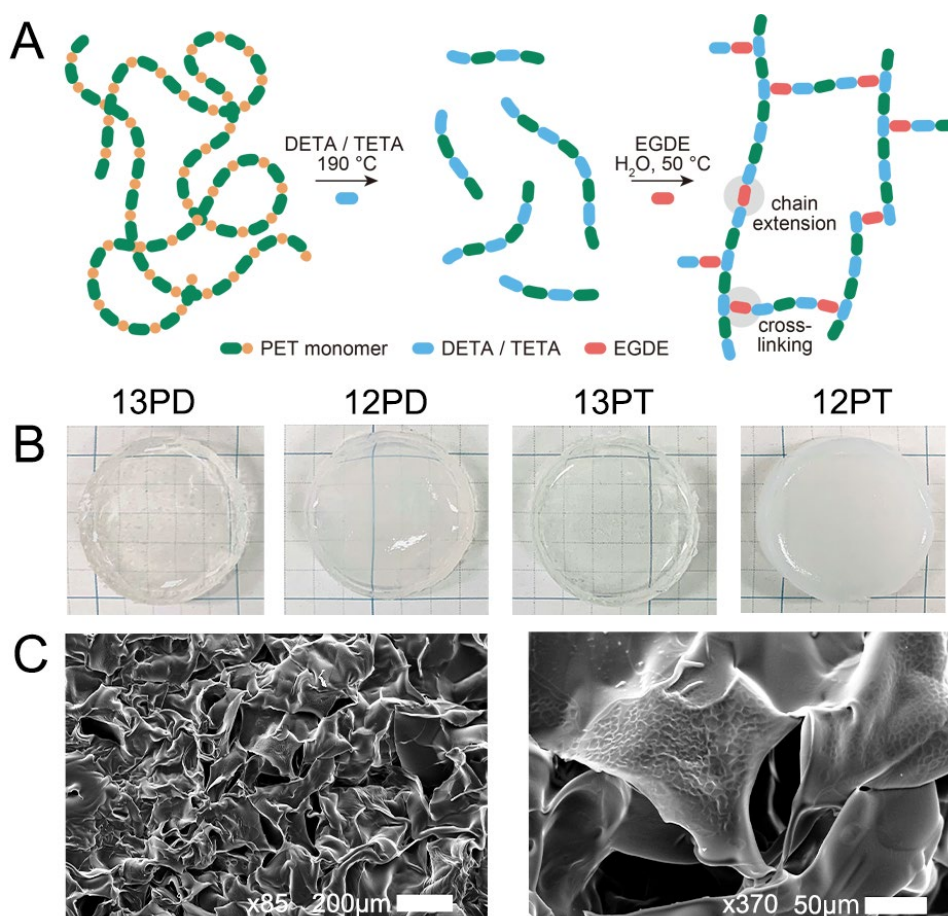 A
DETA / TETA
190 °C
EGDE
H₂O, 50 °C
chain
extension
cross-
linking
PET monomer
DETA / TETA
EGDE
13PD
12PD
13PT
12PT
B
C
x85 200μm
x370 50μm